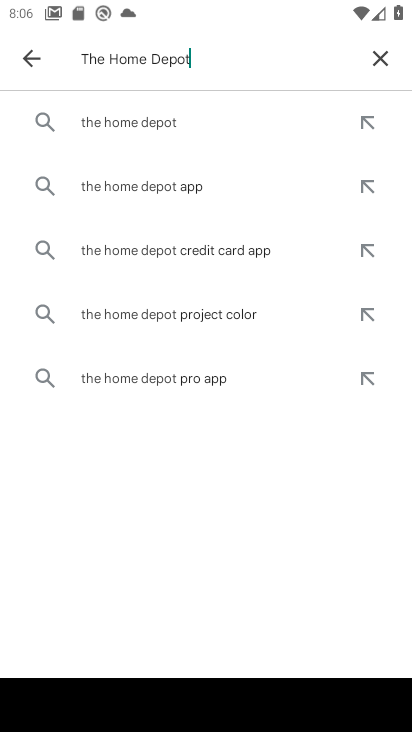 8:06
The Home Depot
the home depot
the home depot app
the home depot credit card app
the home depot project color
the home depot pro app